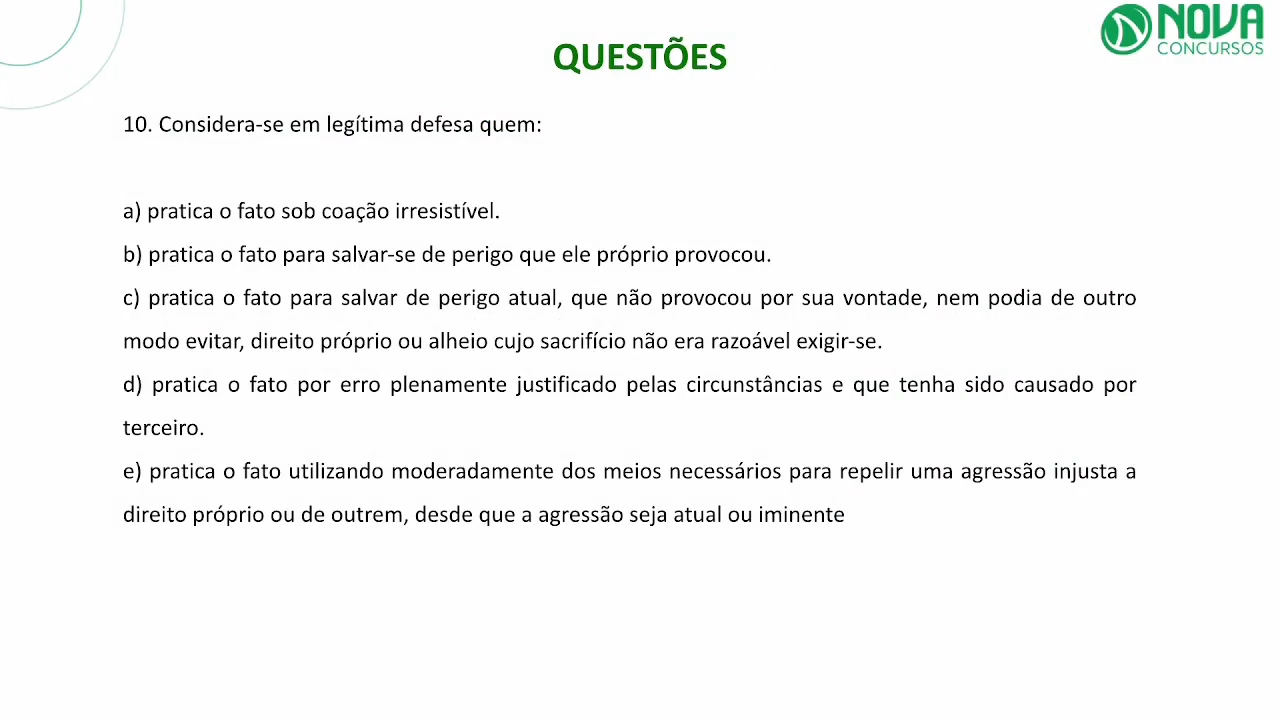 NOVA
CONCURSOS
QUESTÕES
10. Considera-se em legítima defesa quem:
a) pratica o fato sob coação irresistível.
b) pratica o fato para salvar-se de perigo que ele próprio provocou.
c) pratica o fato para salvar de perigo atual, que não provocou por sua vontade, nem podia de outro
modo evitar, direito próprio ou alheio cujo sacrifício não era razoável exigir-se.
d) pratica o fato por erro plenamente justificado pelas circunstâncias e que tenha sido causado por
terceiro.
e) pratica o fato utilizando moderadamente dos meios necessários para repelir uma agressão injusta a
direito próprio ou de outrem, desde que a agressão seja atual ou iminente